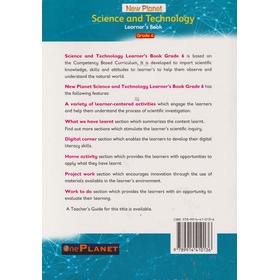 New Planet
Science and Technology
Learner's Book
Grade 6
Science and Technology Learner's Book Grade 6 is based on
the Competency Based Curriculum. It is developed to impart scientific
knowledge, skills and attitudes to learner's to help them observe and
understand the natural world.
New Planet Science and Technology Learner's Book Grade 6 has
the following features:
A variety of learner-centered activities which engage the learners
and help them understand the process of scientific inquiry.
What we have learnt section which summarizes the content learnt.
Find out more sections which stimulates the learner's scientific inquiry.
Digital corner section which enables the learners to develop their digital
literacy skills.
Home activity section which provides the learners with opportunities to
apply what they have learnt.
Project work section which encourages innovation through the use of
materials available in the learner's environment.
Work to do section which provides the learners with an opportunity to
evaluate their learning.
A Teacher's Guide for this title is available.
OnePLANET
9789914410136